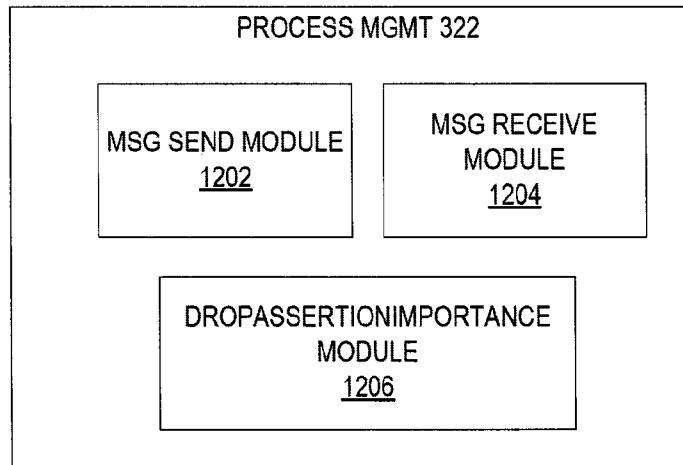 PROCESS MGMT 322
MSG SEND MODULE
1202
MSG RECEIVE
MODULE
1204
DROPASSERTIONIMPORTANCE
MODULE
1206